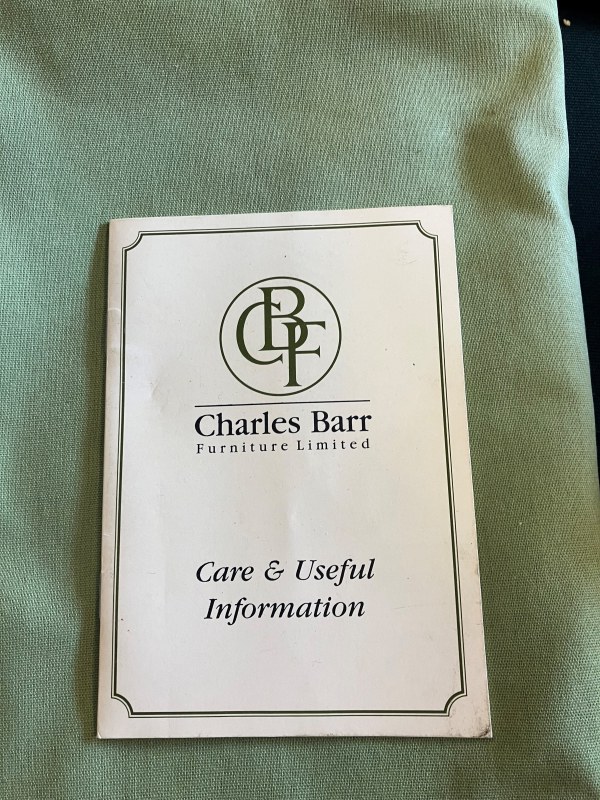 CBF
Charles Barr
Furniture Limited
Care & Useful
Information